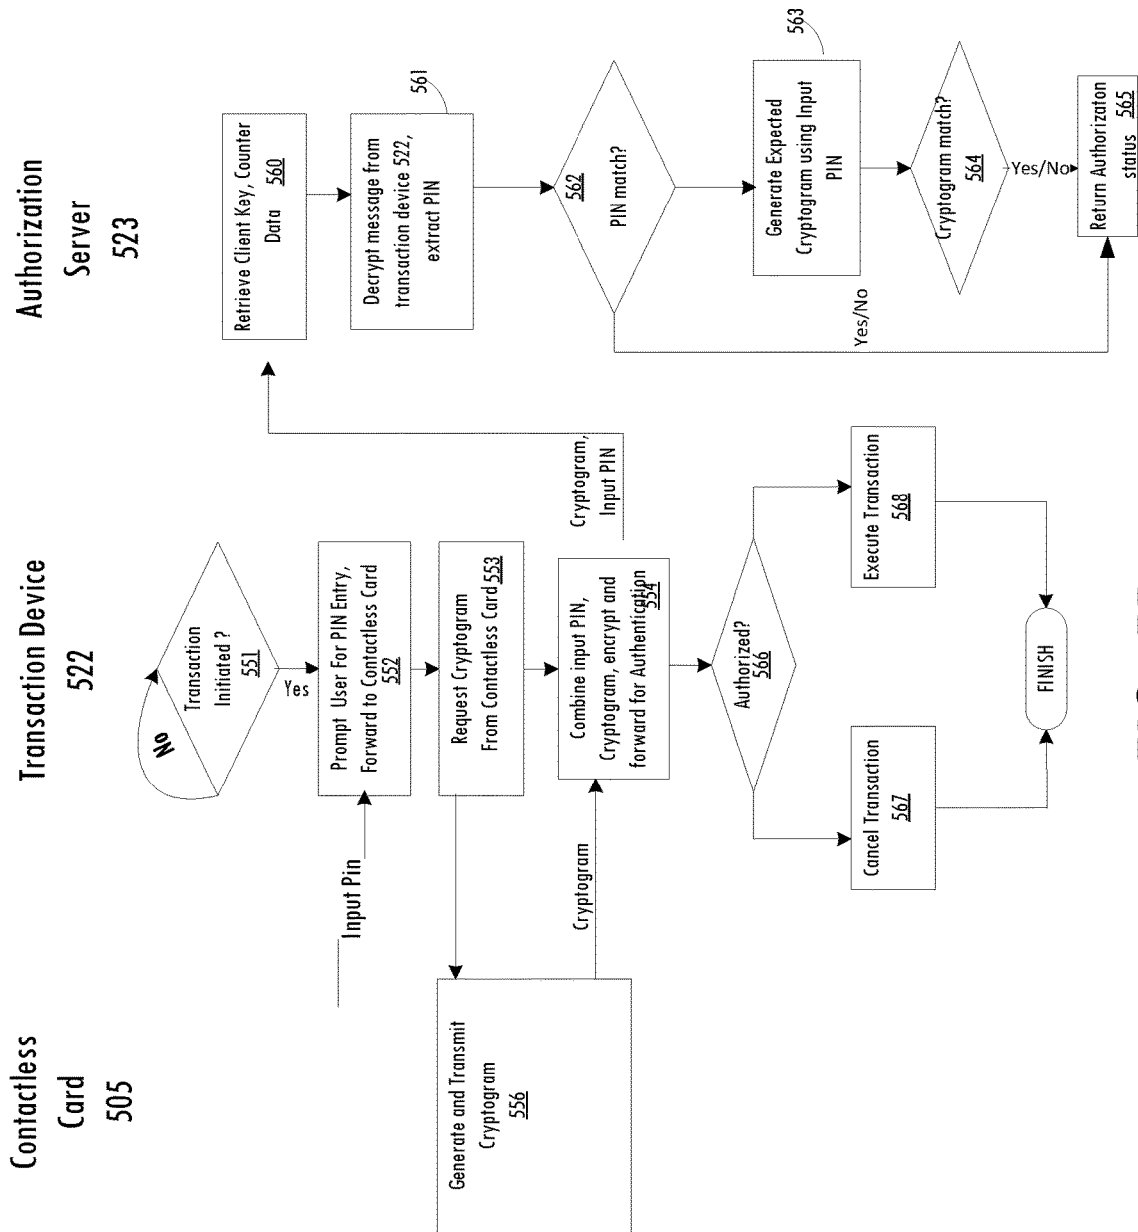 Contactless
Card
505
Transaction Device
522
Authorization
Server
523
Transaction
Initiated ?
551
No
Yes
Input Pin
Prompt User For PIN Entry,
Forward to Contactless Card
552
Request Cryptogram
From Contactless Card 553
Generate and Transmit
Cryptogram
556
Cryptogram
Combine input PIN,
Cryptogram, encrypt and
forward for Authentication
554
Cryptogram,
Input PIN
Authorized?
566
Cancel Transaction
567
Execute Transaction
568
FINISH
Retrieve Client Key, Counter
Data 560
Decrypt message from
transaction device 522,
extract PIN
561
562
PIN match?
Yes/No
Generate Expected
Cryptogram using Input
PIN
563
Cryptogram match?
564
Yes/No
Return Authorizaton
status 565